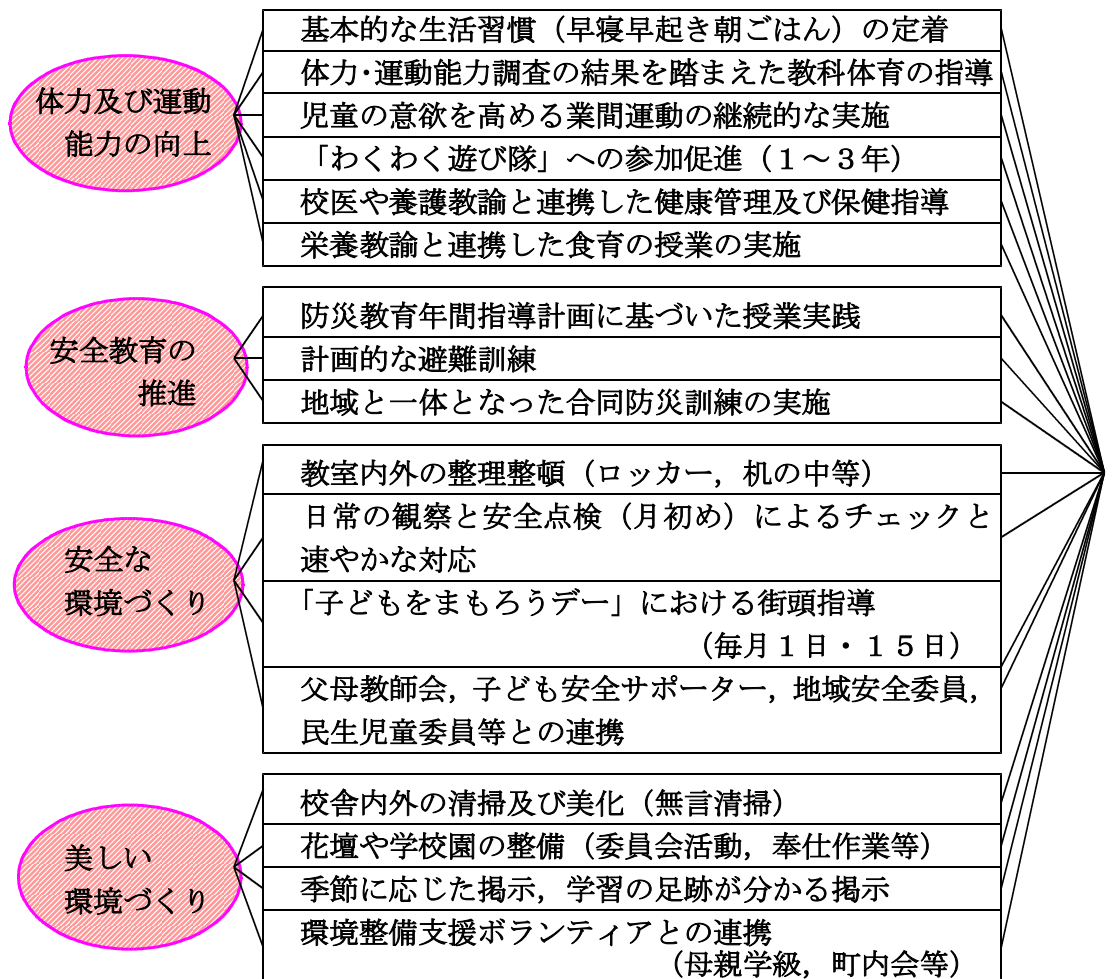 体力及び運動
能力の向上
基本的な生活習慣（早寝早起き朝ごはん）の定着
体力・運動能力調査の結果を踏まえた教科体育の指導
児童の意欲を高める業間運動の継続的な実施
「わくわく遊び隊」への参加促進（１～３年）
校医や養護教諭と連携した健康管理及び保健指導
栄養教諭と連携した食育の授業の実施
安全教育の
推進
防災教育年間指導計画に基づいた授業実践
計画的な避難訓練
地域と一体となった合同防災訓練の実施
安全な
環境づくり
教室内外の整理整頓（ロッカー，机の中等）
日常の観察と安全点検（月初め）によるチェックと
速やかな対応
「子どもをまもろうデー」における街頭指導
（毎月１日・１５日）
父母教師会，子ども安全サポーター，地域安全委員，
民生児童委員等との連携
美しい
環境づくり
校舎内外の清掃及び美化（無言清掃）
花壇や学校園の整備（委員会活動，奉仕作業等）
季節に応じた掲示，学習の足跡が分かる掲示
環境整備支援ボランティアとの連携
（母親学級，町内会等）